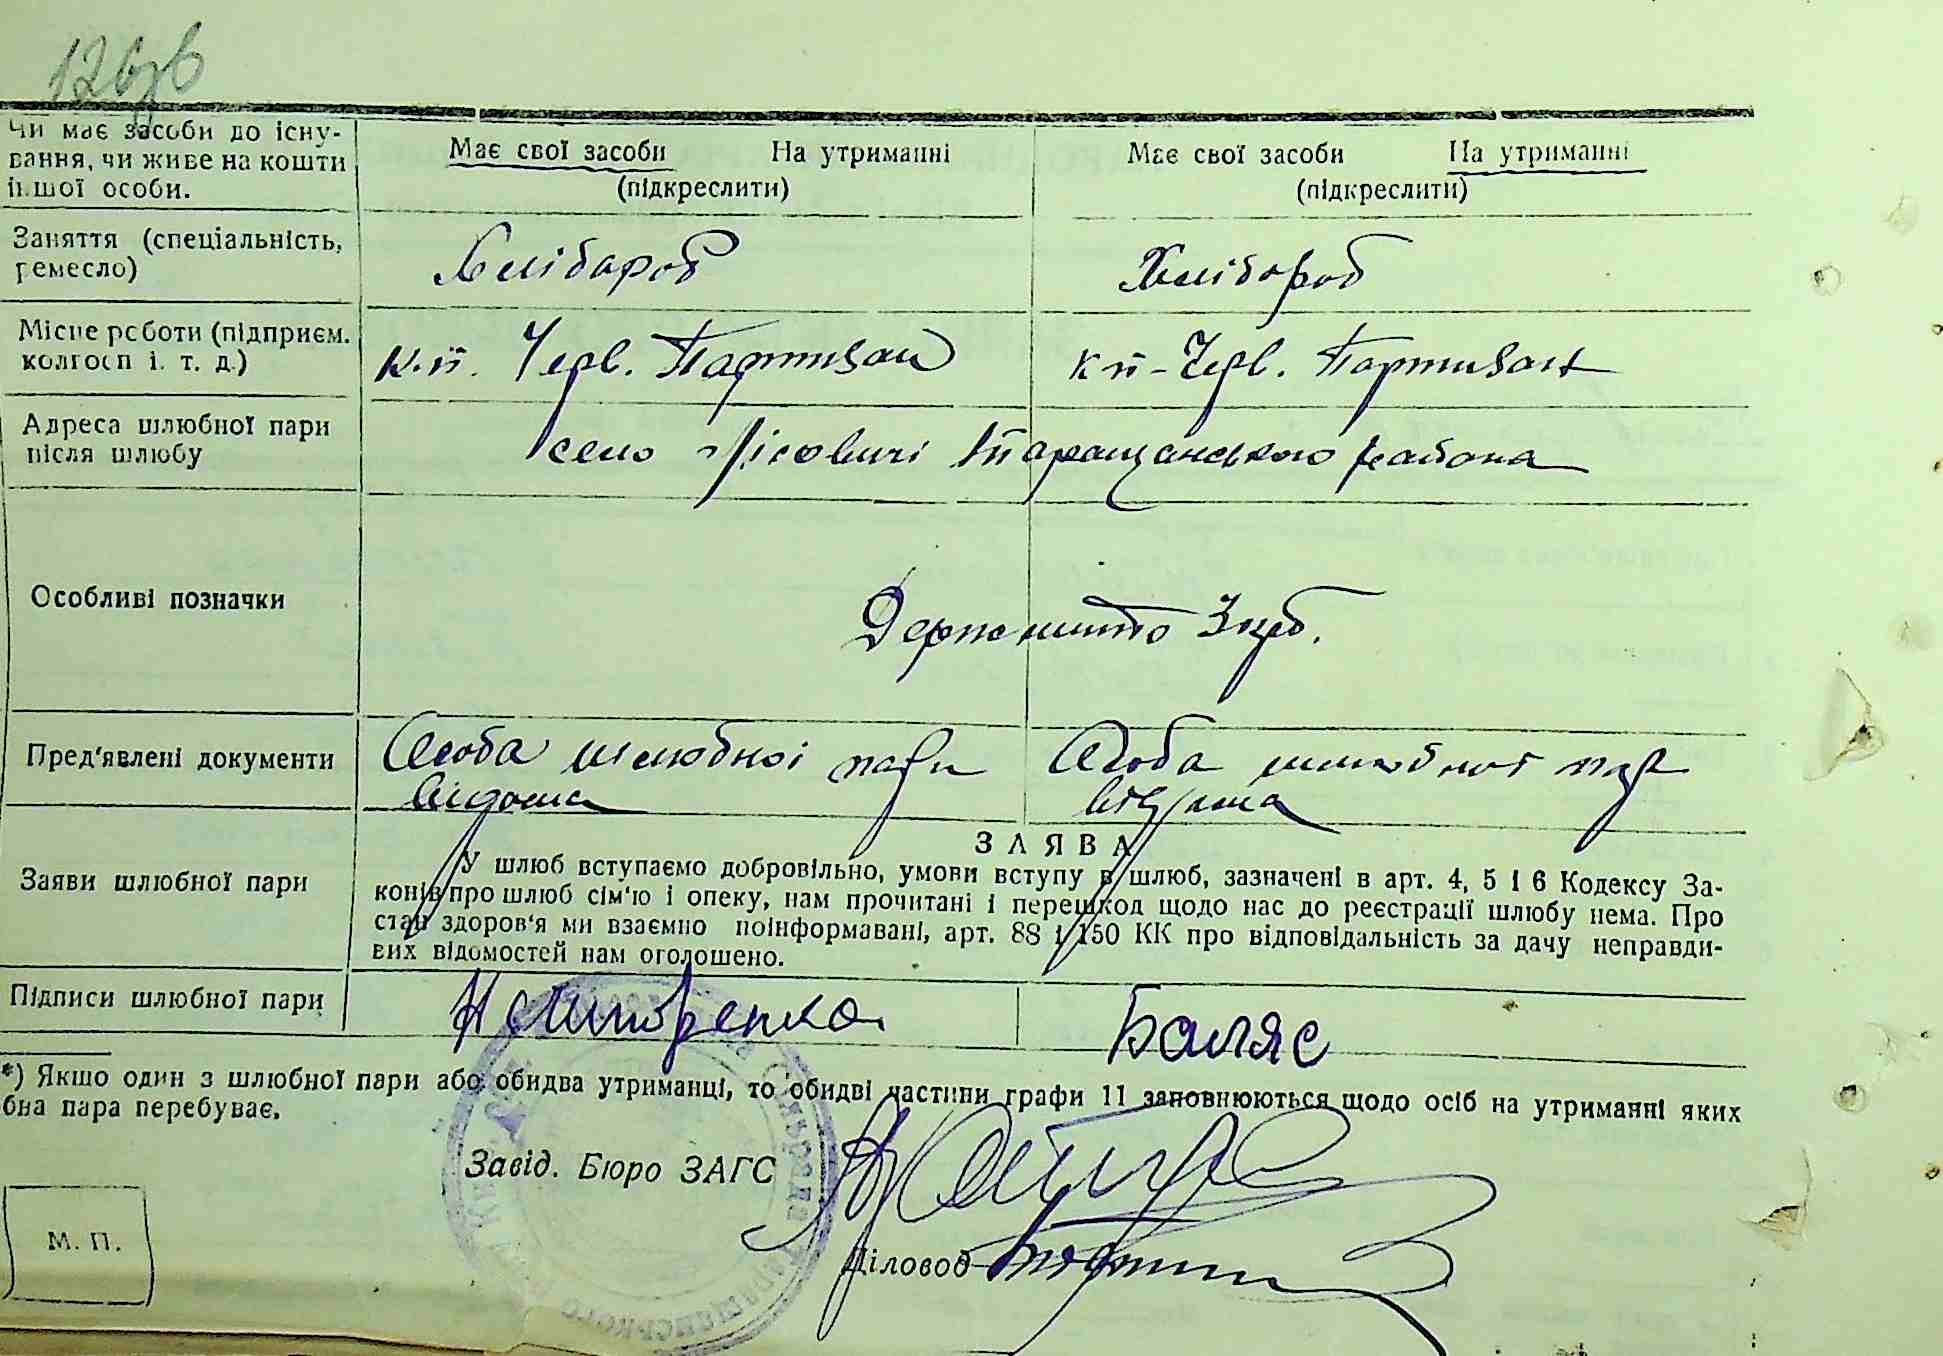 126зв
Чи має засоби до існу-
вання, чи живе на кошти
іншої особи.
Має свої засоби На утриманні
(підкреслити)
Має свої засоби На утриманні
(підкреслити)
Заняття (спеціальність,
ремесло)
Хлібороб
Хлібороб
Місце роботи (підприєм.
колгосп і. т. д.)
к-п. Черв. Партизан
к-п - Черв. Партизан
Адреса шлюбної пари
після шлюбу
село Лісовичі Таращанського района
Особливі позначки
Держмито 3 крб.
Пред'явлені документи
Особа шлюбної пари
відома
Особа шлюбної пари
відома
Заяви шлюбної пари
ЗАЯВА
У шлюб вступаємо добровільно, умови вступу в шлюб, зазначені в арт. 4, 5 і 6 Кодексу За-
конів про шлюб сім'ю і опеку, нам прочитані і перешкод щодо нас до реєстрації шлюбу нема. Про
стан здоров'я ми взаємно поінформавані, арт. 88 і 150 КК про відповідальність за дачу неправди-
вих відомостей нам оголошено.
Підписи шлюбної пари
Баляс
*) Якщо один з шлюбної пари або обидва утриманці, то обидві частини графи 11 заповнюються щодо осіб на утриманні яких
бна пара перебуває.
Завід. Бюро ЗАГС
Діловод
М. П.